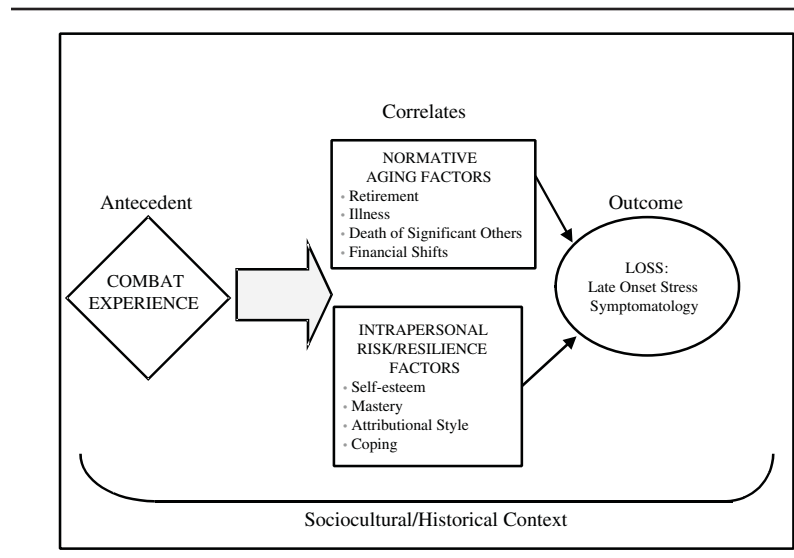 Correlates
NORMATIVE
AGING FACTORS
• Retirement
• Illness
• Death of Significant Others
• Financial Shifts
Antecedent
COMBAT
EXPERIENCE
Outcome
LOSS:
Late Onset Stress
Symptomatology
INTRAPERSONAL
RISK/RESILIENCE
FACTORS
• Self-esteem
• Mastery
• Attributional Style
• Coping
Sociocultural/Historical Context